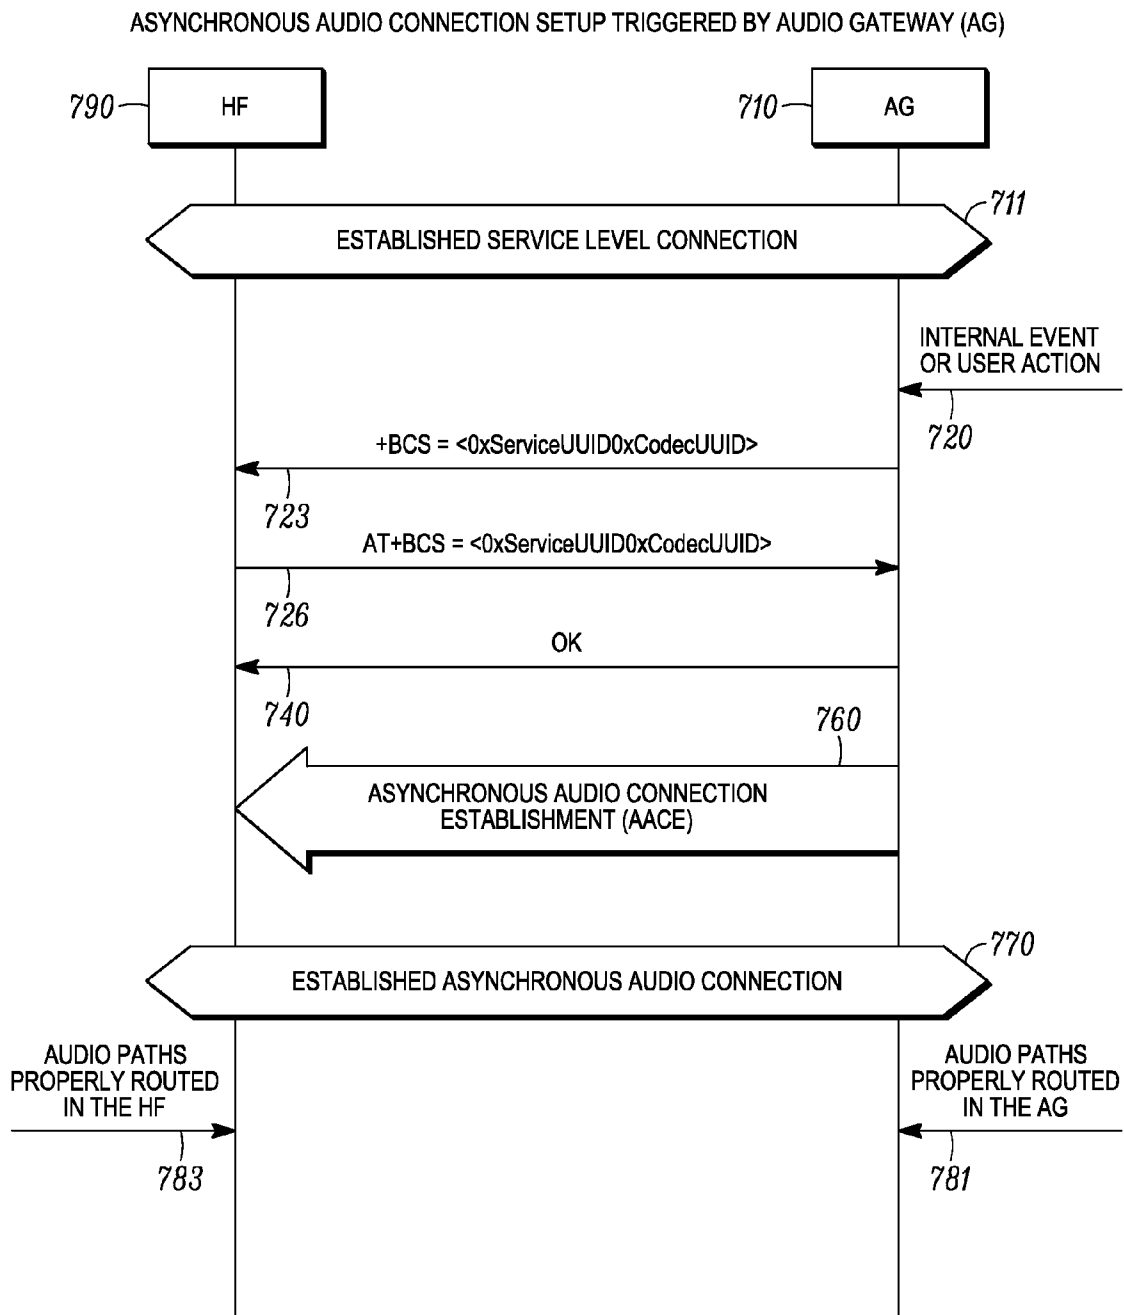 ASYNCHRONOUS AUDIO CONNECTION SETUP TRIGGERED BY AUDIO GATEWAY (AG)
790
HF
710
AG
711
ESTABLISHED SERVICE LEVEL CONNECTION
INTERNAL EVENT
OR USER ACTION
720
+BCS = <0xServiceUUID0xCodecUUID>
723
AT+BCS = <0xServiceUUID0xCodecUUID>
726
OK
740
760
ASYNCHRONOUS AUDIO CONNECTION
ESTABLISHMENT (AACE)
770
ESTABLISHED ASYNCHRONOUS AUDIO CONNECTION
AUDIO PATHS
PROPERLY ROUTED
IN THE HF
783
AUDIO PATHS
PROPERLY ROUTED
IN THE AG
781